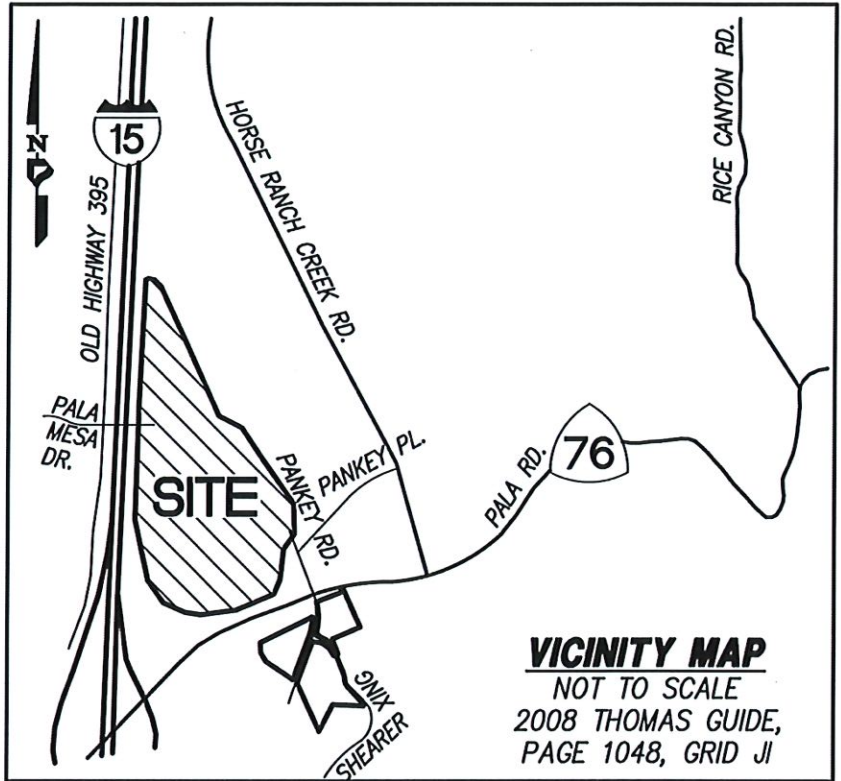 N
15
OLD HIGHWAY 395
HORSE RANCH CREEK RD.
RICE CANYON RD.
PALA
MESA
DR.
SITE
PANKEY RD.
PANKEY PL.
PALA RD.
76
SHEARER
XING
VICINITY MAP
NOT TO SCALE
2008 THOMAS GUIDE,
PAGE 1048, GRID JI